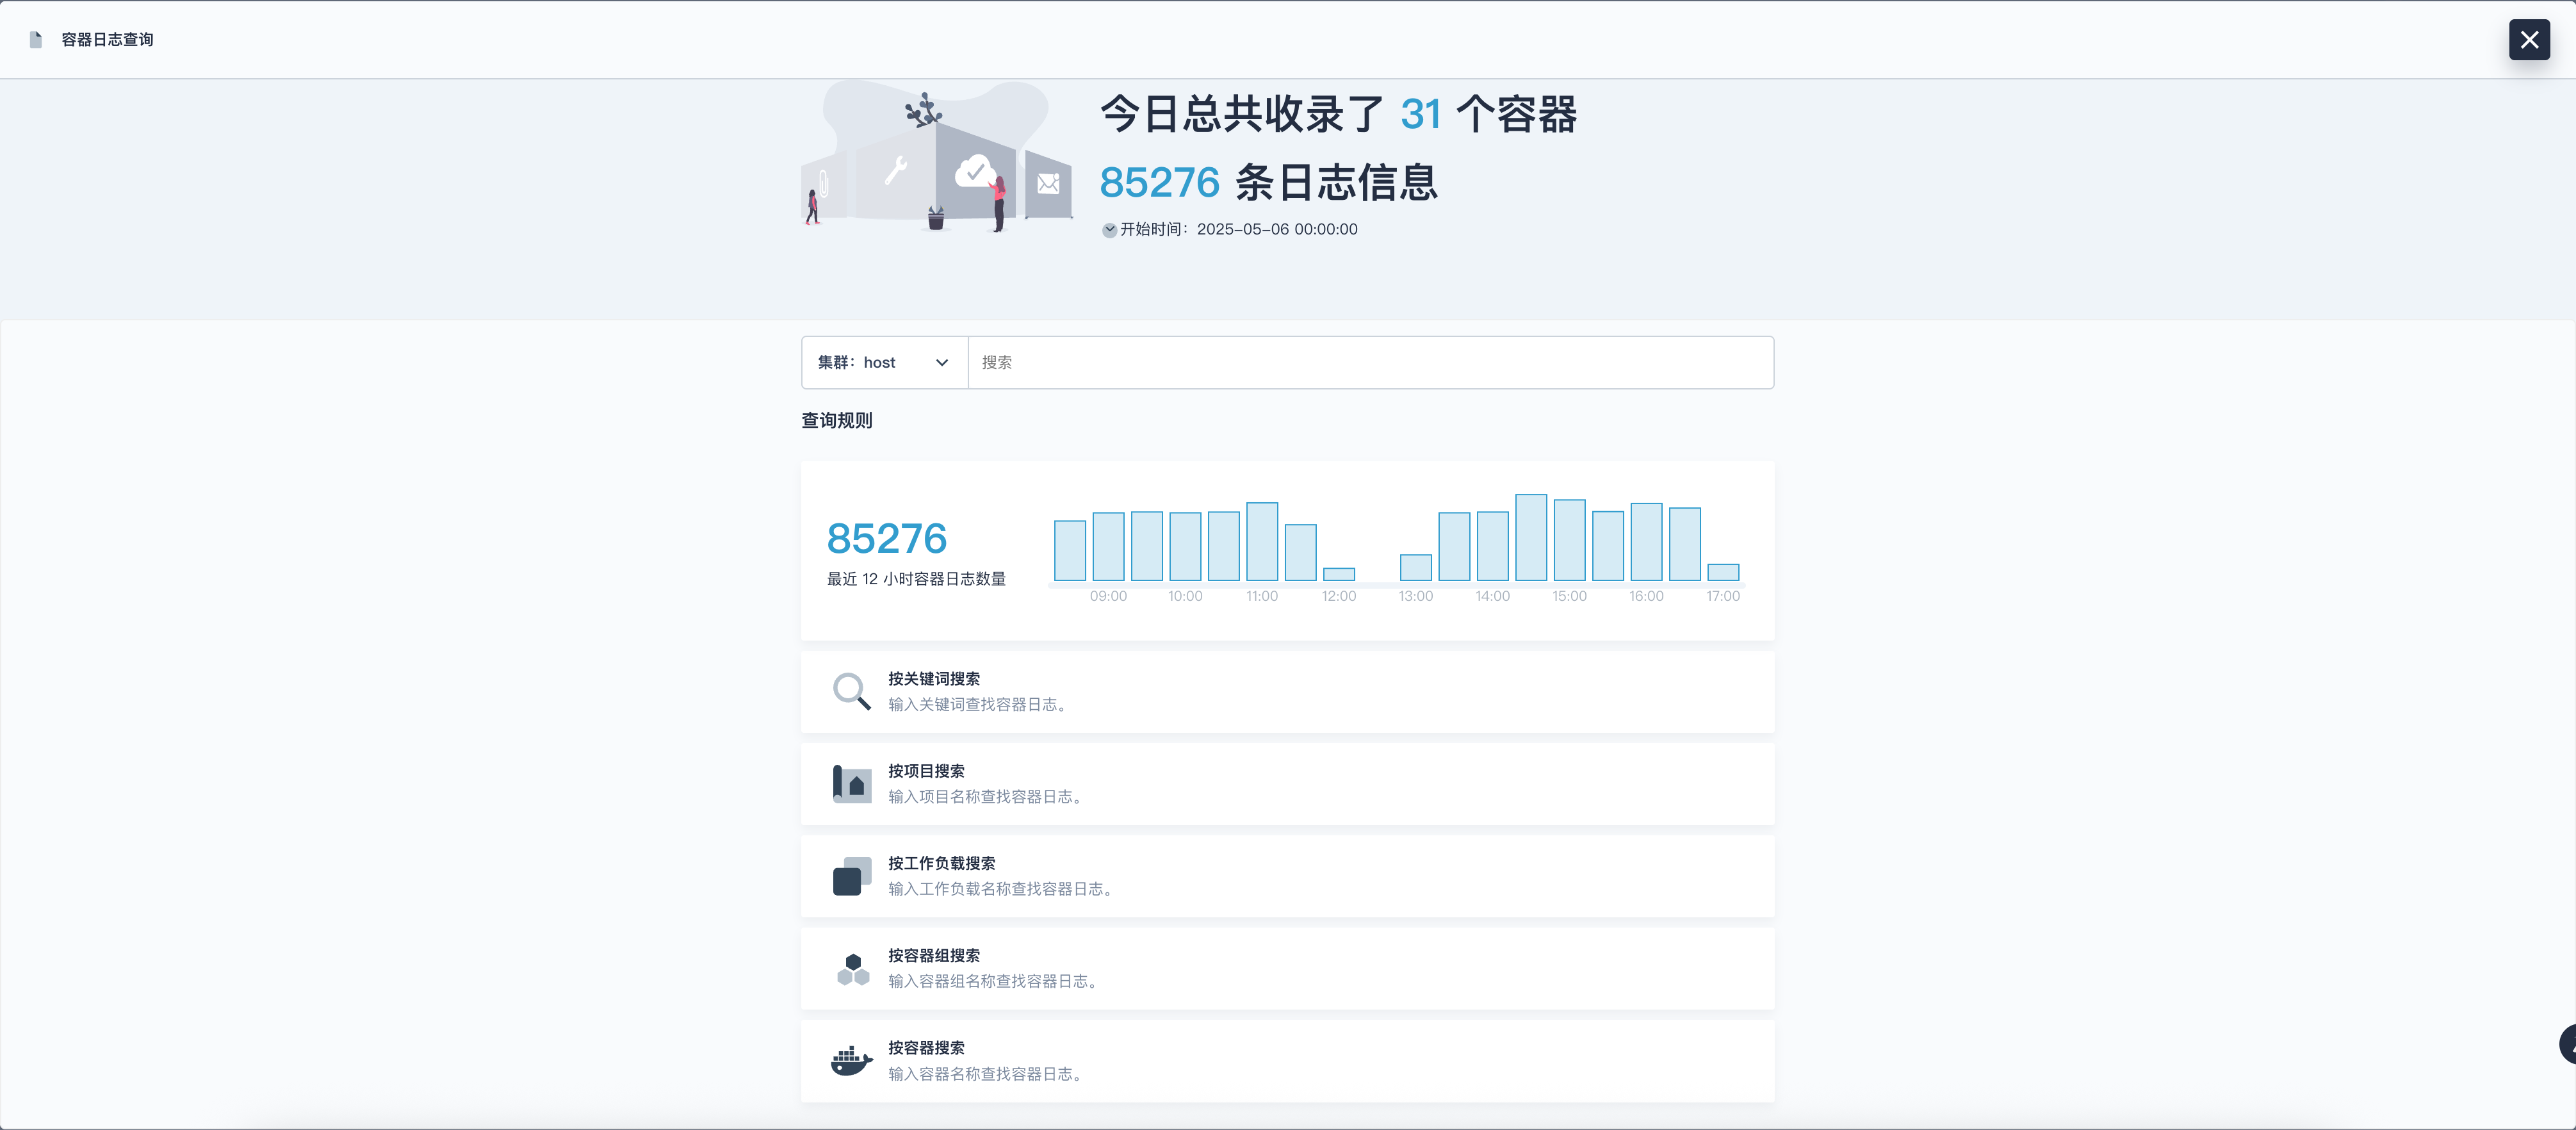 容器日志查询
今日总共收录了 31 个容器
85276 条日志信息
开始时间：2025-05-06 00:00:00
集群：host
搜索
查询规则
85276
最近 12 小时容器日志数量
09:00 10:00 11:00 12:00 13:00 14:00 15:00 16:00 17:00
按关键词搜索
输入关键词查找容器日志。
按项目搜索
输入项目名称查找容器日志。
按工作负载搜索
输入工作负载名称查找容器日志。
按容器组搜索
输入容器组名称查找容器日志。
按容器搜索
输入容器名称查找容器日志。